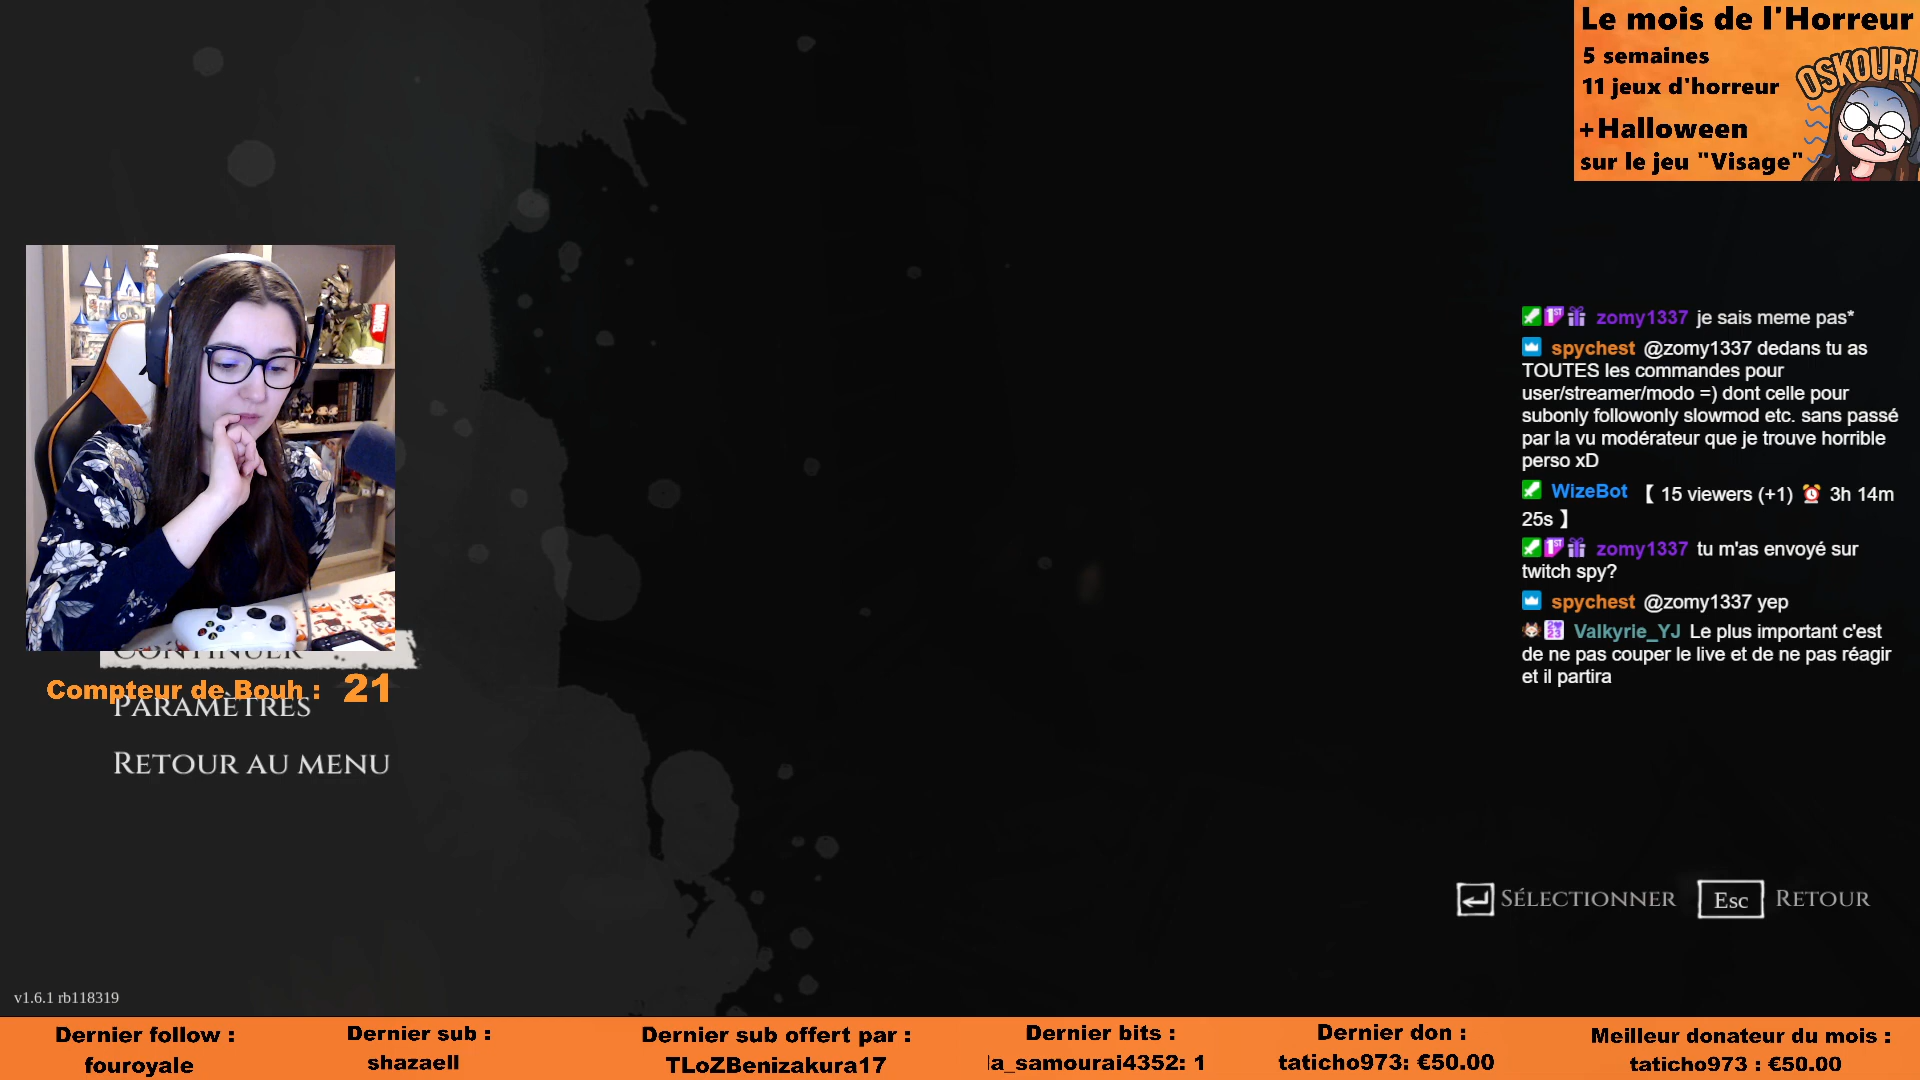 Le mois de l'Horreur
5 semaines
11 jeux d'horreur
+Halloween
sur le jeu "Visage"
OSKOUR!
zomy1337 je sais meme pas*
spychest @zomy1337 dedans tu as
TOUTES les commandes pour
user/streamer/modo =) dont celle pour
subonly followonly slowmod etc. sans passé
par la vu modérateur que je trouve horrible
perso xD
WizeBot 【 15 viewers (+1) ⏰ 3h 14m
25s 】
zomy1337 tu m'as envoyé sur
twitch spy?
spychest @zomy1337 yep
Valkyrie_YJ Le plus important c'est
de ne pas couper le live et de ne pas réagir
et il partira
Continuer
Compteur de Bouh : 21
Paramètres
Retour au menu
Sélectionner Esc Retour
v1.6.1 rb118319
Dernier follow :
fouroyale
Dernier sub :
shazaell
Dernier sub offert par :
TLoZBenizakura17
Dernier bits :
la_samourai4352: 1
Dernier don :
taticho973: €50.00
Meilleur donateur du mois :
taticho973 : €50.00